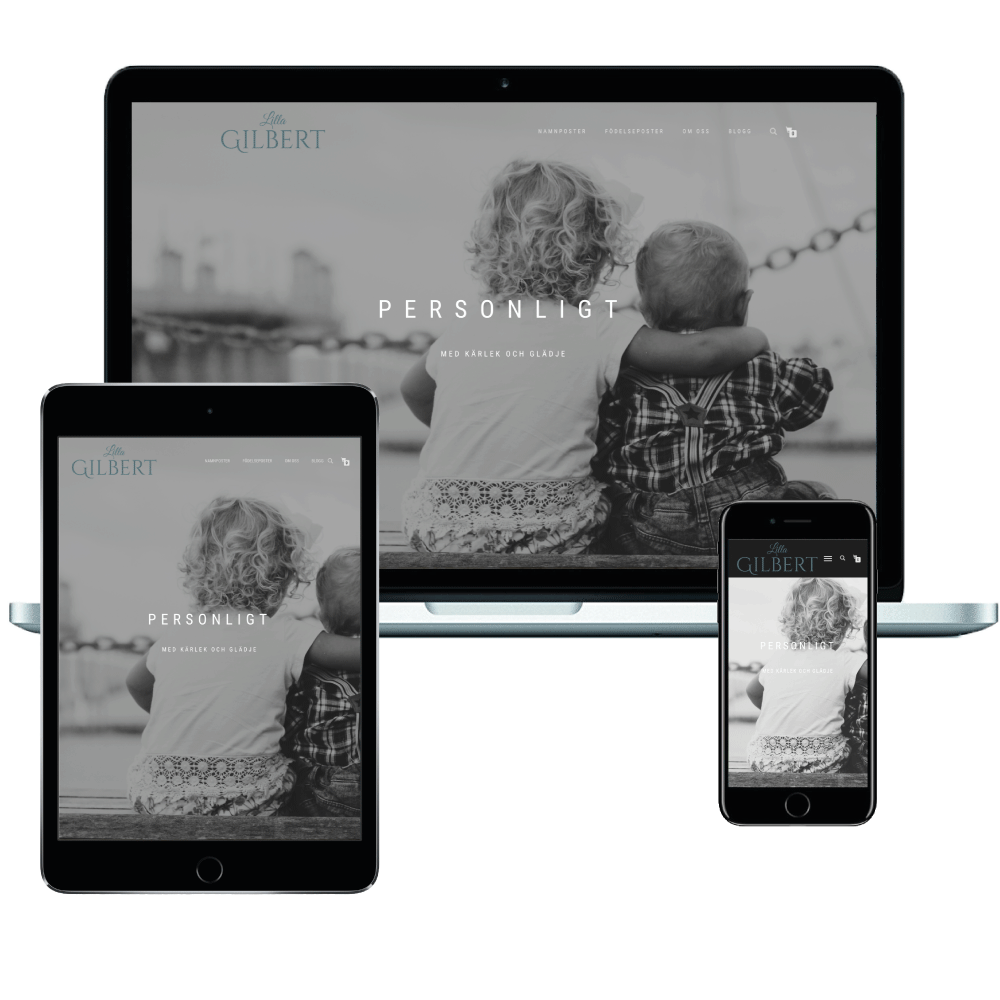 Lilla
GILBERT
NAMNPOSTER FÖDELSEPOSTER OM OSS BLOGG
PERSONLIGT
MED KÄRLEK OCH GLÄDJE
Lilla
GILBERT
NAMNPOSTER FÖDELSEPOSTER OM OSS BLOGG
PERSONLIGT
MED KÄRLEK OCH GLÄDJE
Lilla
GILBERT
PERSONLIGT
MED KÄRLEK OCH GLÄDJE